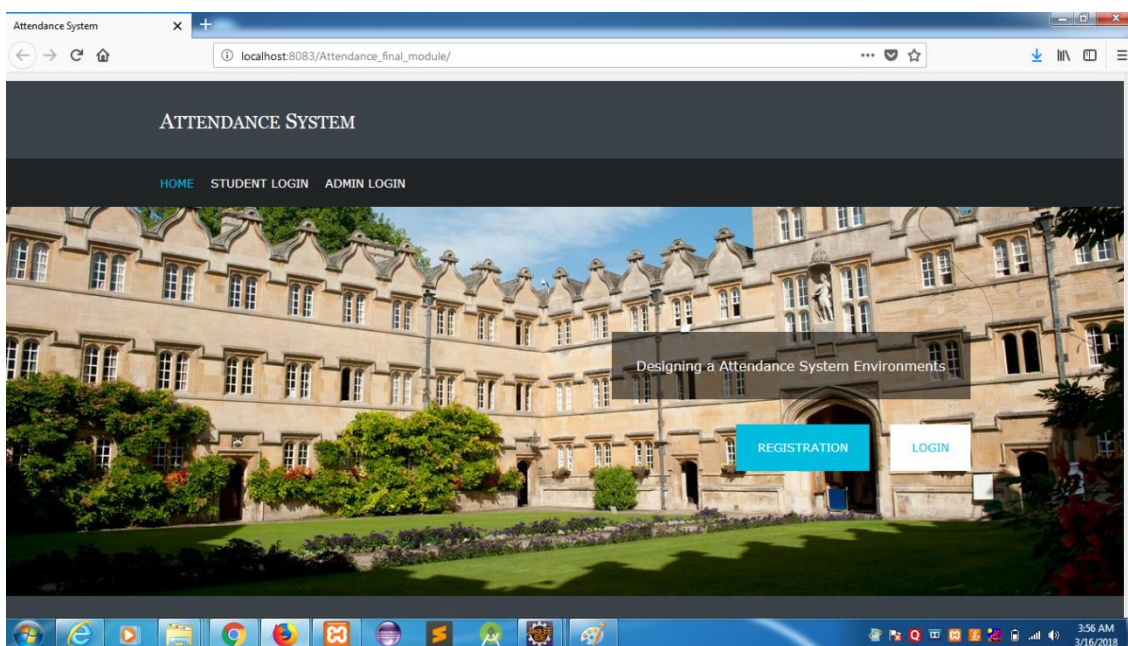 Attendance System
localhost:8083/Attendance_final_module/
ATTENDANCE SYSTEM
HOME STUDENT LOGIN ADMIN LOGIN
Designing a Attendance System Environments
REGISTRATION LOGIN
3:56 AM
3/16/2018